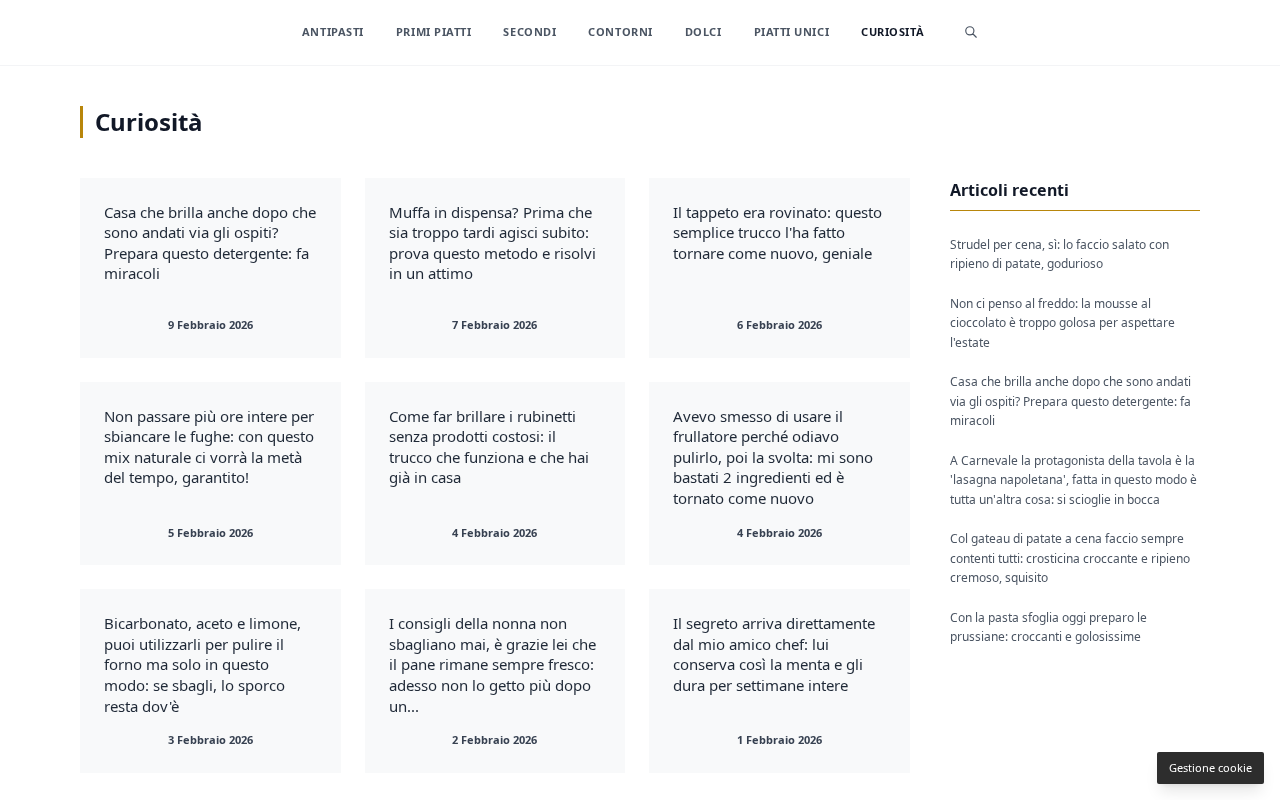 ANTIPASTI PRIMI PIATTI SECONDI CONTORNI DOLCI PIATTI UNICI CURIOSITÀ
Curiosità
Casa che brilla anche dopo che
sono andati via gli ospiti?
Prepara questo detergente: fa
miracoli
9 Febbraio 2026
Muffa in dispensa? Prima che
sia troppo tardi agisci subito:
prova questo metodo e risolvi
in un attimo
7 Febbraio 2026
Il tappeto era rovinato: questo
semplice trucco l'ha fatto
tornare come nuovo, geniale
6 Febbraio 2026
Non passare più ore intere per
sbiancare le fughe: con questo
mix naturale ci vorrà la metà
del tempo, garantito!
5 Febbraio 2026
Come far brillare i rubinetti
senza prodotti costosi: il
trucco che funziona e che hai
già in casa
4 Febbraio 2026
Avevo smesso di usare il
frullatore perché odiavo
pulirlo, poi la svolta: mi sono
bastati 2 ingredienti ed è
tornato come nuovo
4 Febbraio 2026
Bicarbonato, aceto e limone,
puoi utilizzarli per pulire il
forno ma solo in questo
modo: se sbagli, lo sporco
resta dov'è
3 Febbraio 2026
I consigli della nonna non
sbagliano mai, è grazie lei che
il pane rimane sempre fresco:
adesso non lo getto più dopo
un...
2 Febbraio 2026
Il segreto arriva direttamente
dal mio amico chef: lui
conserva così la menta e gli
dura per settimane intere
1 Febbraio 2026
Articoli recenti
Strudel per cena, sì: lo faccio salato con
ripieno di patate, godurioso
Non ci penso al freddo: la mousse al
cioccolato è troppo golosa per aspettare
l'estate
Casa che brilla anche dopo che sono andati
via gli ospiti? Prepara questo detergente: fa
miracoli
A Carnevale la protagonista della tavola è la
'lasagna napoletana', fatta in questo modo è
tutta un'altra cosa: si scioglie in bocca
Col gateau di patate a cena faccio sempre
contenti tutti: crosticina croccante e ripieno
cremoso, squisito
Con la pasta sfoglia oggi preparo le
prussiane: croccanti e golosissime
Gestione cookie